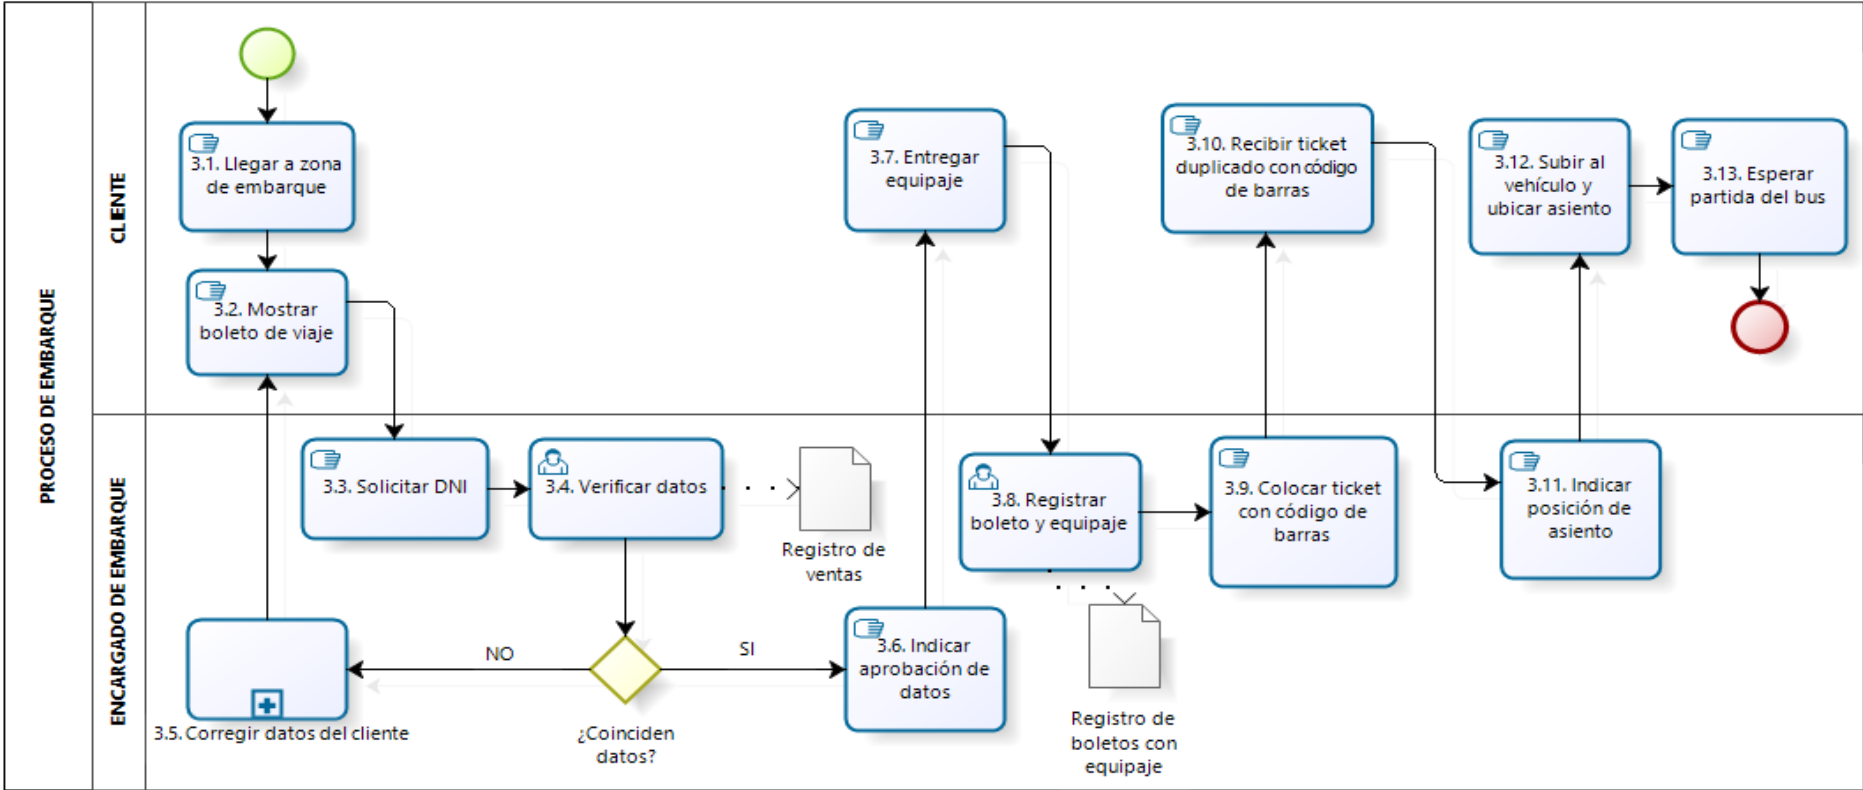 PROCESO DE EMBARQUE
CLIENTE
3.1. Llegar a zona
de embarque
3.2. Mostrar
boleto de viaje
3.7. Entregar
equipaje
3.10. Recibir ticket
duplicado con código
de barras
3.12. Subir al
vehículo y
ubicar asiento
3.13. Esperar
partida del bus
ENCARGADO DE EMBARQUE
3.3. Solicitar DNI
3.4. Verificar datos
Registro de
ventas
3.5. Corregir datos del cliente
NO
¿Coinciden
datos?
SI
3.6. Indicar
aprobación de
datos
3.8. Registrar
boleto y equipaje
Registro de
boletos con
equipaje
3.9. Colocar ticket
con código de
barras
3.11. Indicar
posición de
asiento